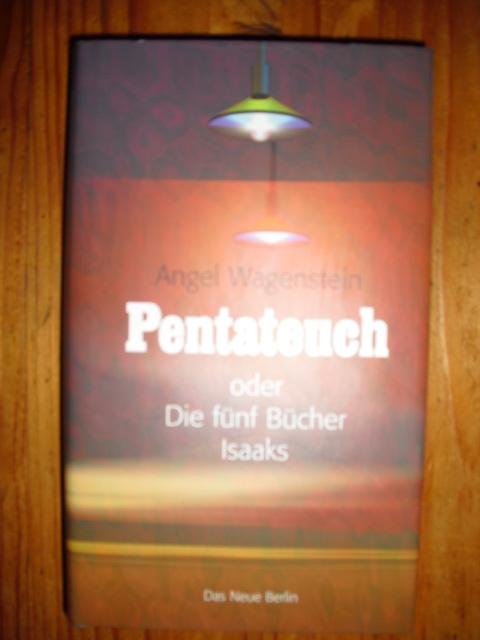 Angel Wagenstein
Pentateuch
oder
Die fünf Bücher
Isaaks
Das Neue Berlin